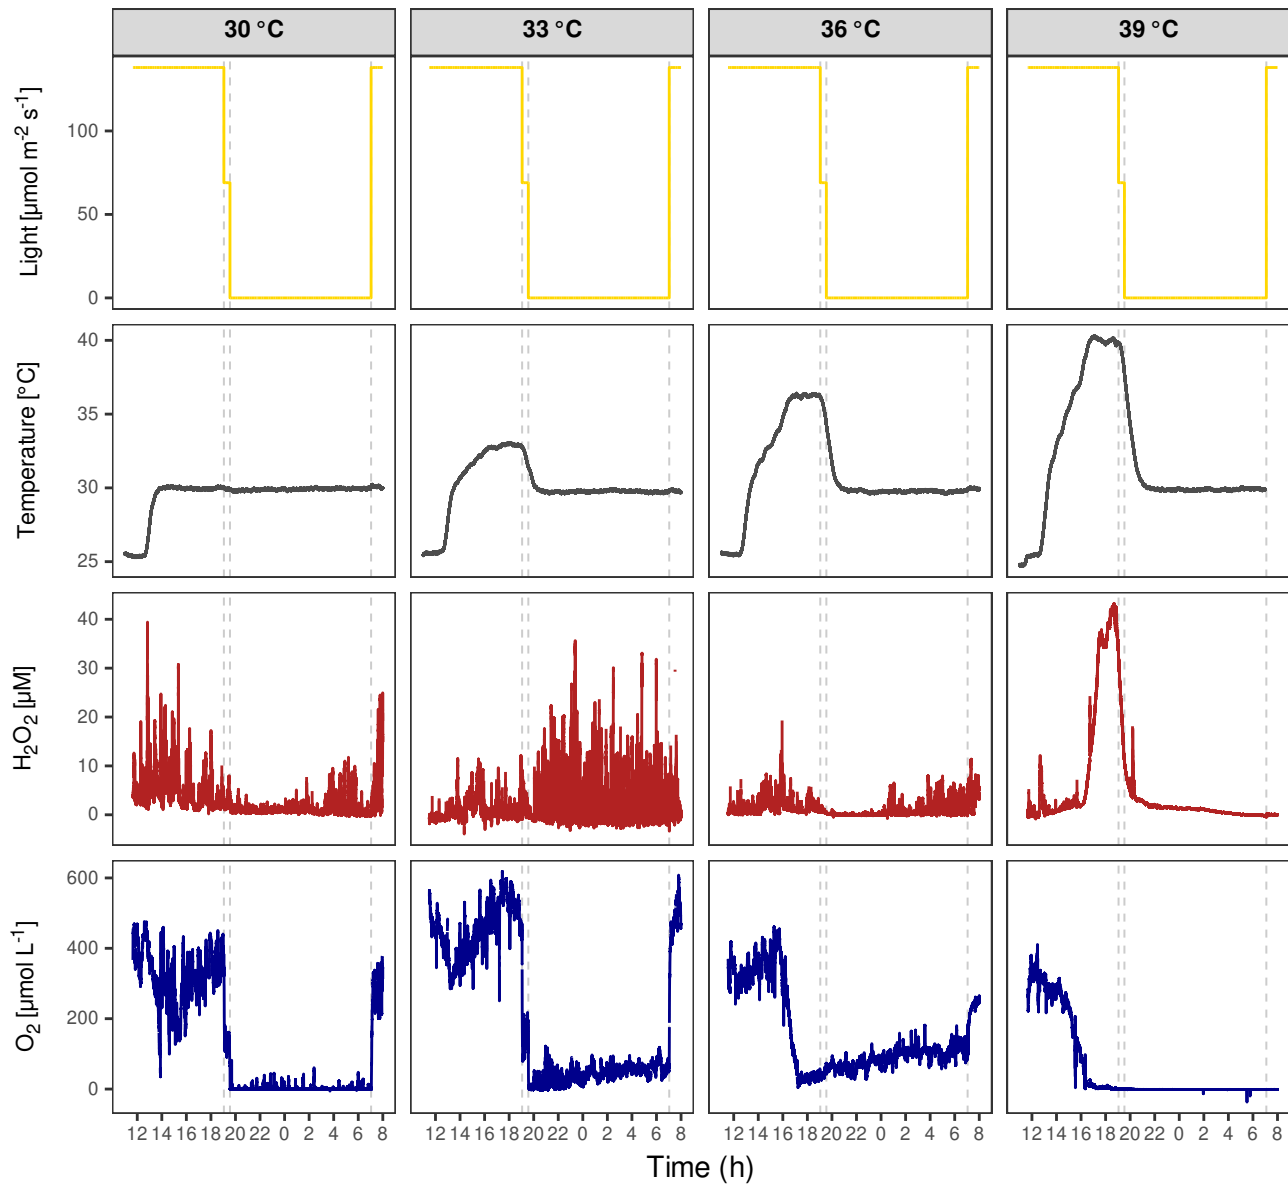 30 °C 33 °C 36 °C 39 °C
Light [µmol m⁻² s⁻¹]
100
50
0
Temperature [°C]
40
35
30
25
H₂O₂ [µM]
40
30
20
10
0
O₂ [µmol L⁻¹]
600
400
200
0
12 14 16 18 20 22 0 2 4 6 8 12 14 16 18 20 22 0 2 4 6 8 12 14 16 18 20 22 0 2 4 6 8 12 14 16 18 20 22 0 2 4 6 8
Time (h)